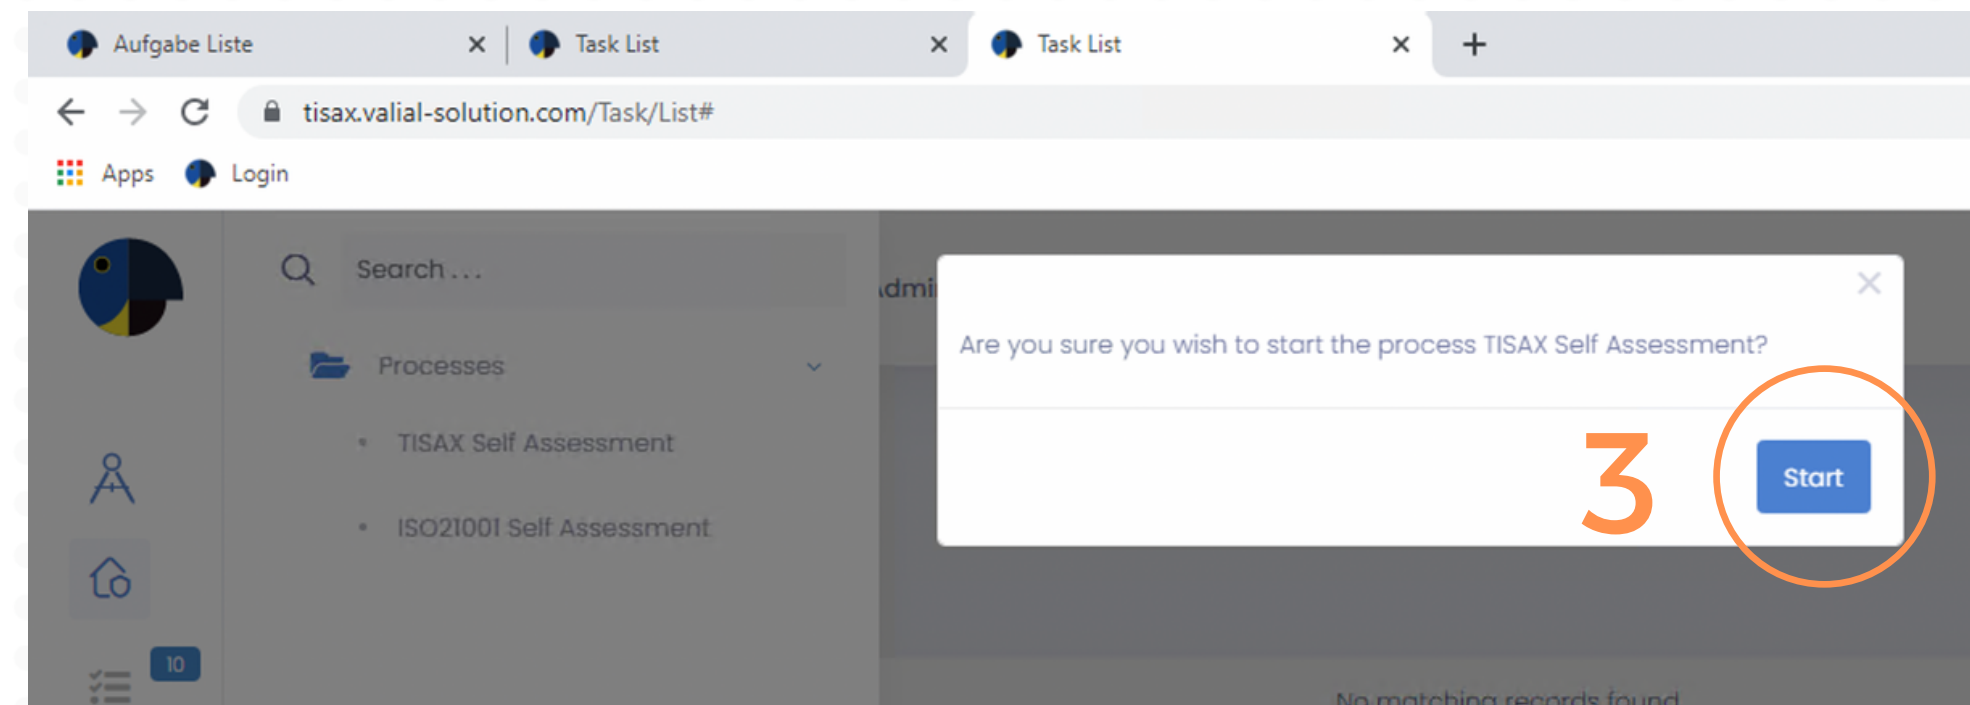 Aufgabe Liste
Task List
Task List
tisax.valial-solution.com/Task/List#
Apps
Login
Search . . .
Processes
TISAX Self Assessment
ISO21001 Self Assessment
10
Are you sure you wish to start the process TISAX Self Assessment?
3
Start
No matching records found